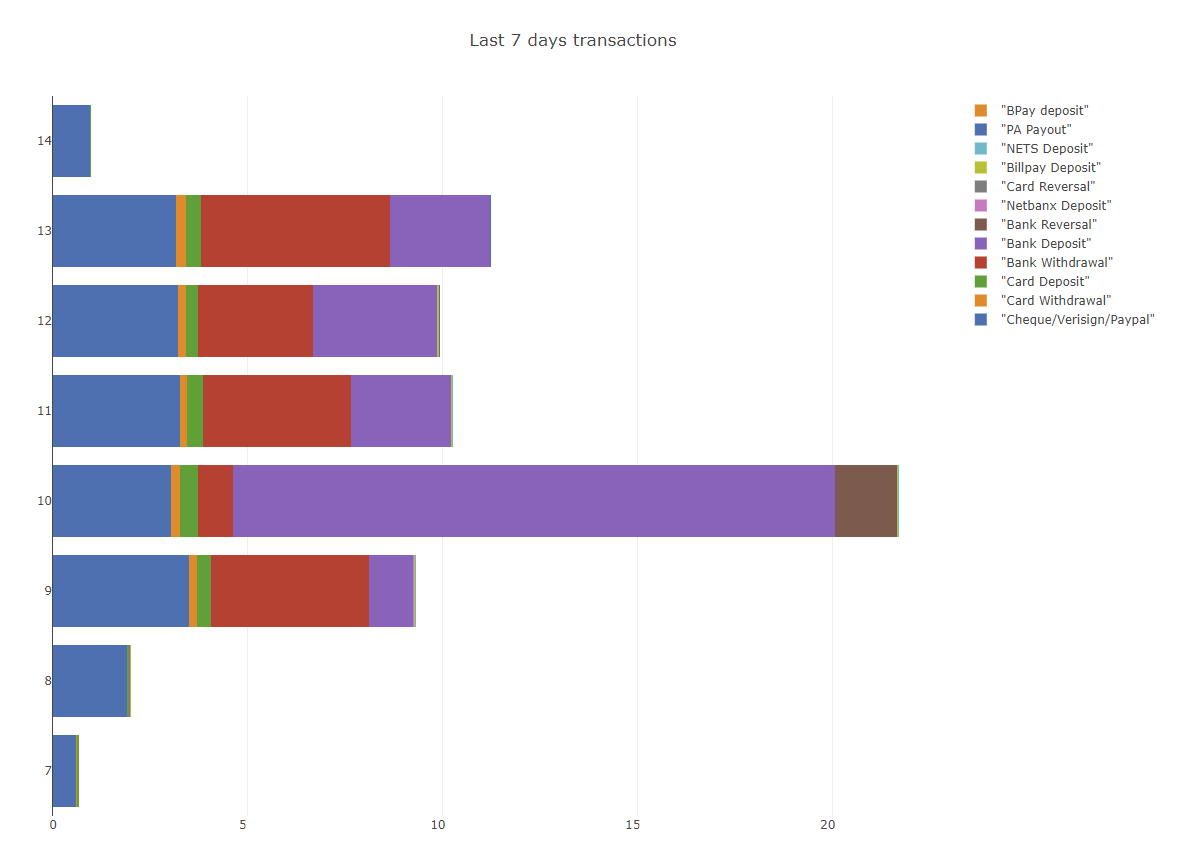 Last 7 days transactions
14
13
12
11
10
9
8
7
0
5
10
15
20
"BPay deposit"
"PA Payout"
"NETS Deposit"
"Billpay Deposit"
"Card Reversal"
"Netbanx Deposit"
"Bank Reversal"
"Bank Deposit"
"Bank Withdrawal"
"Card Deposit"
"Card Withdrawal"
"Cheque/Verisign/Paypal"